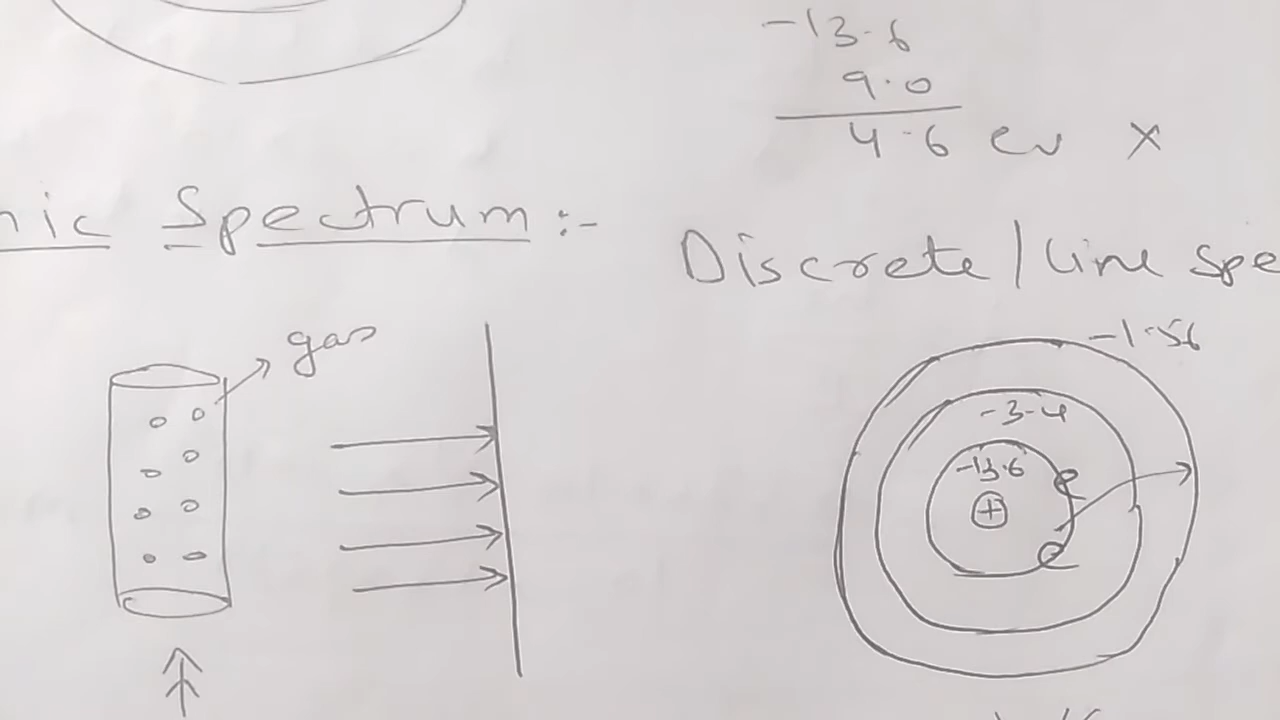 -13.6
9.0
4.6 ev ×
nic Spectrum:-
Discrete/line spe
gas
-1.56
-3.4
-13.6
+
e
e